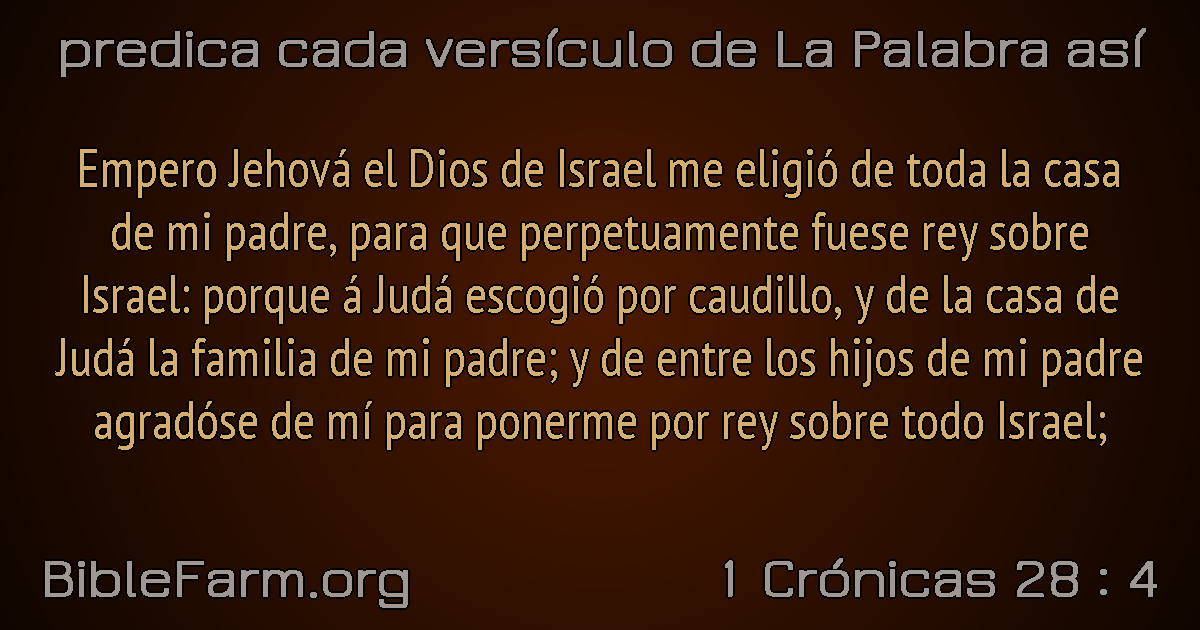 predica cada versículo de La Palabra así
Empero Jehová el Dios de Israel me eligió de toda la casa
de mi padre, para que perpetuamente fuese rey sobre
Israel: porque á Judá escogió por caudillo, y de la casa de
Judá la familia de mi padre; y de entre los hijos de mi padre
agradóse de mí para ponerme por rey sobre todo Israel;
BibleFarm.org
1 Crónicas 28 : 4